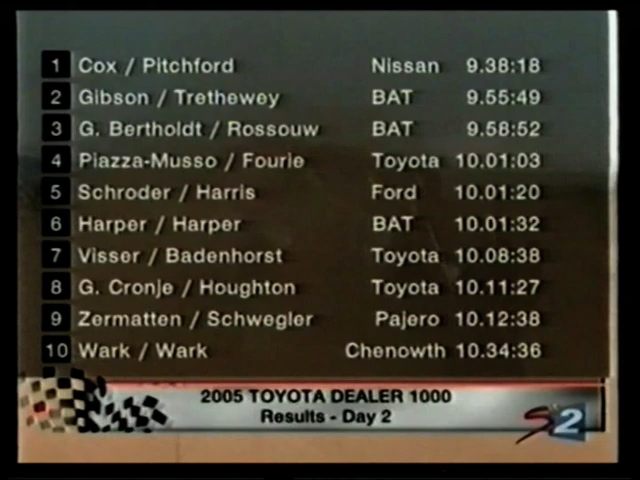 1 Cox / Pitchford Nissan 9.38:18
2 Gibson / Trethewey BAT 9.55:49
3 G. Bertholdt / Rossouw BAT 9.58:52
4 Piazza-Musso / Fourie Toyota 10.01:03
5 Schroder / Harris Ford 10.01:20
6 Harper / Harper BAT 10.01:32
7 Visser / Badenhorst Toyota 10.08:38
8 G. Cronje / Houghton Toyota 10.11:27
9 Zermatten / Schwegler Pajero 10.12:38
10 Wark / Wark Chenowth 10.34:36
2005 TOYOTA DEALER 1000
Results - Day 2
S2